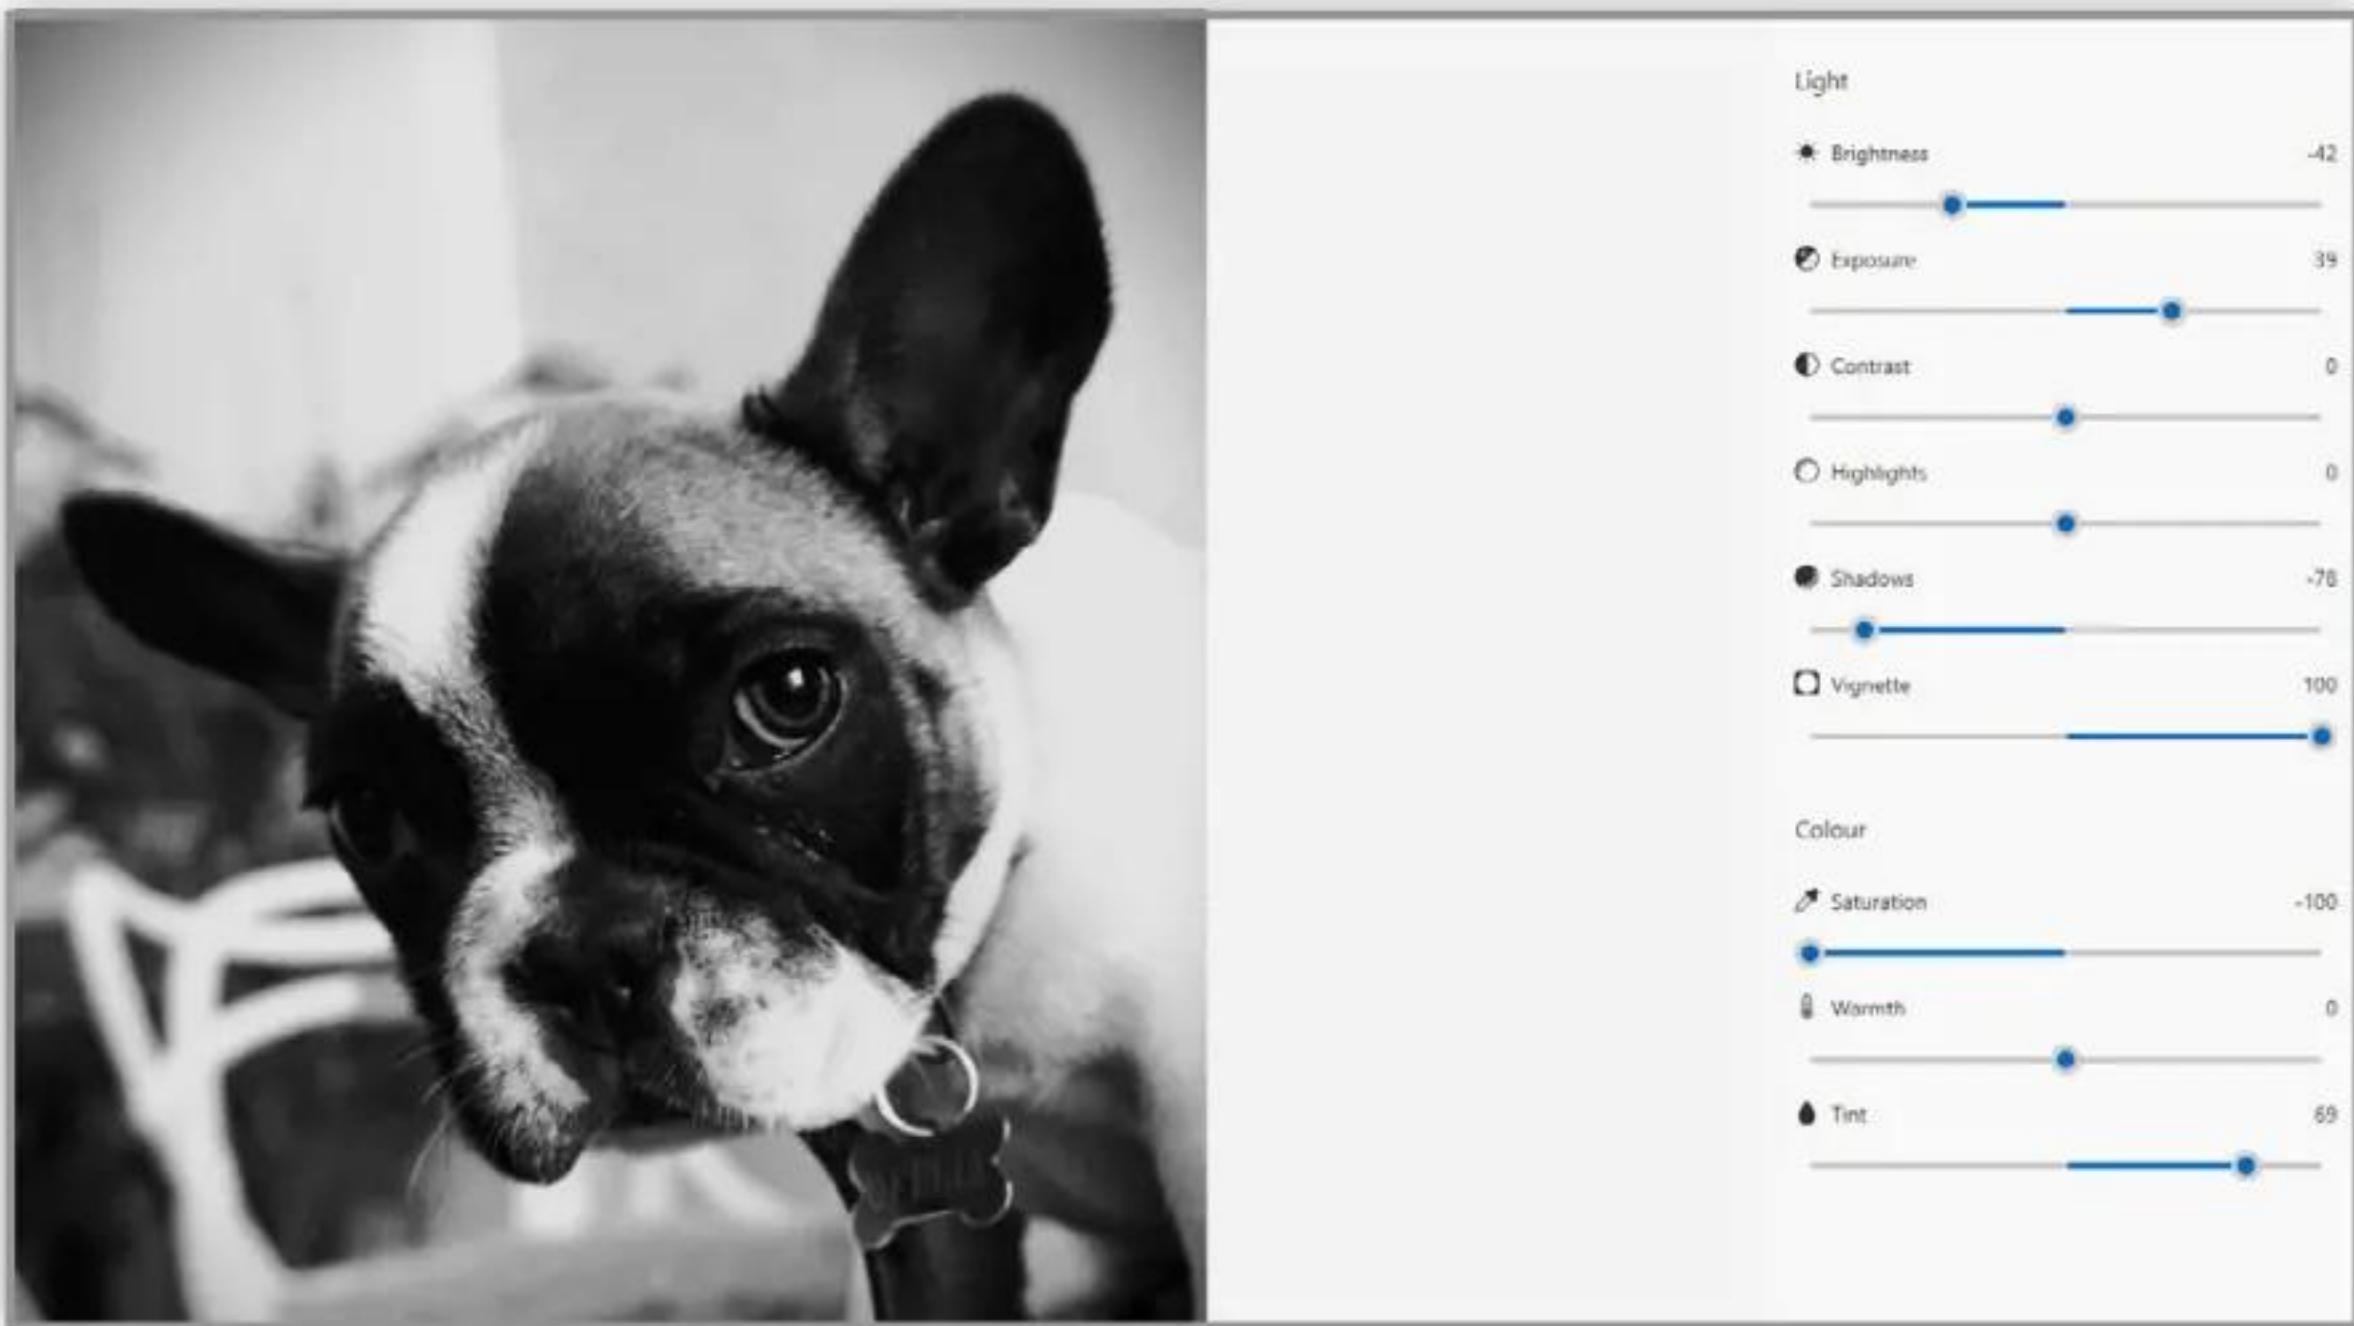 Light
Brightness -42
Exposure 39
Contrast 0
Highlights 0
Shadows -78
Vignette 100
Colour
Saturation -100
Warmth 0
Tint 69